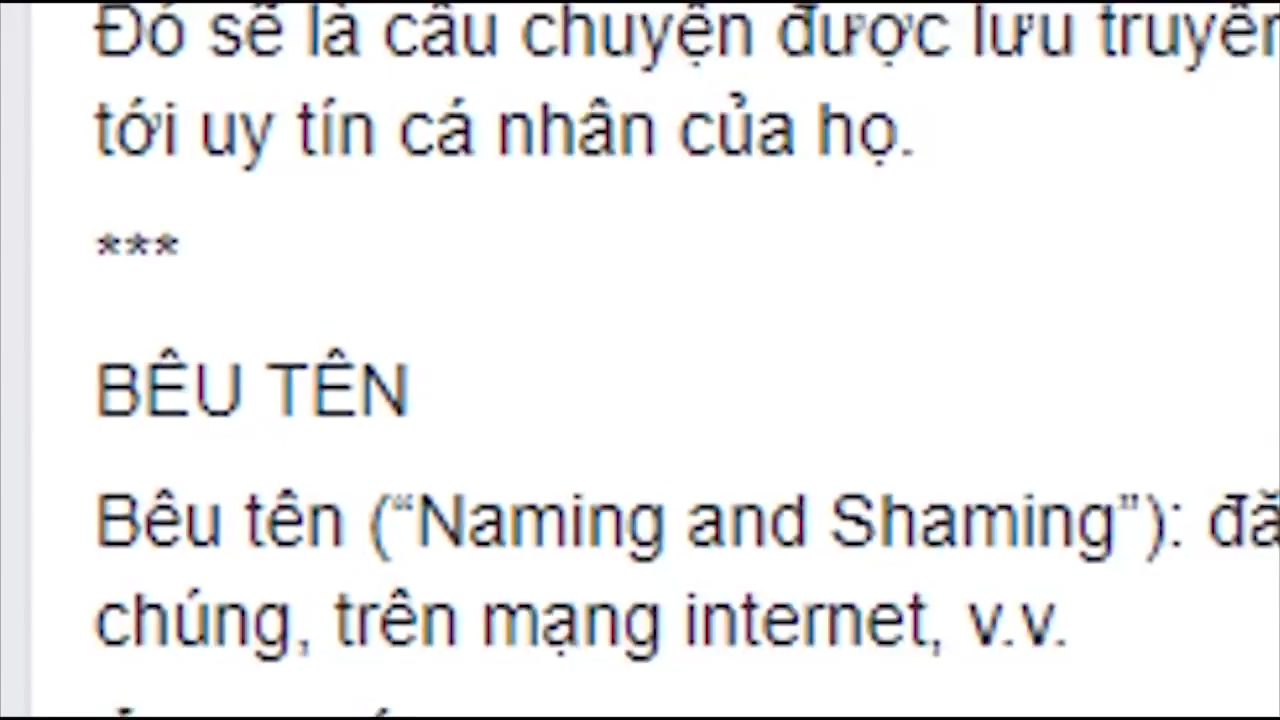 Đó sẽ là câu chuyện được lưu truyền
tới uy tín cá nhân của họ.
***
BÊU TÊN
Bêu tên (“Naming and Shaming”):
chúng, trên mạng internet, v.v.